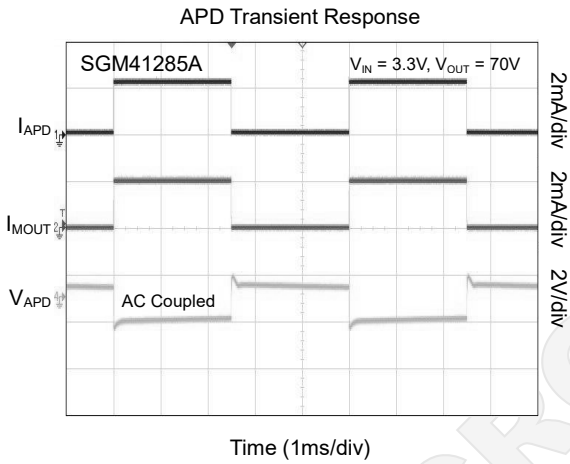 APD Transient Response
SGM41285A
V_IN = 3.3V, V_OUT = 70V
I_APD
2mA/div
I_MOUT
2mA/div
V_APD
AC Coupled
2V/div
Time (1ms/div)